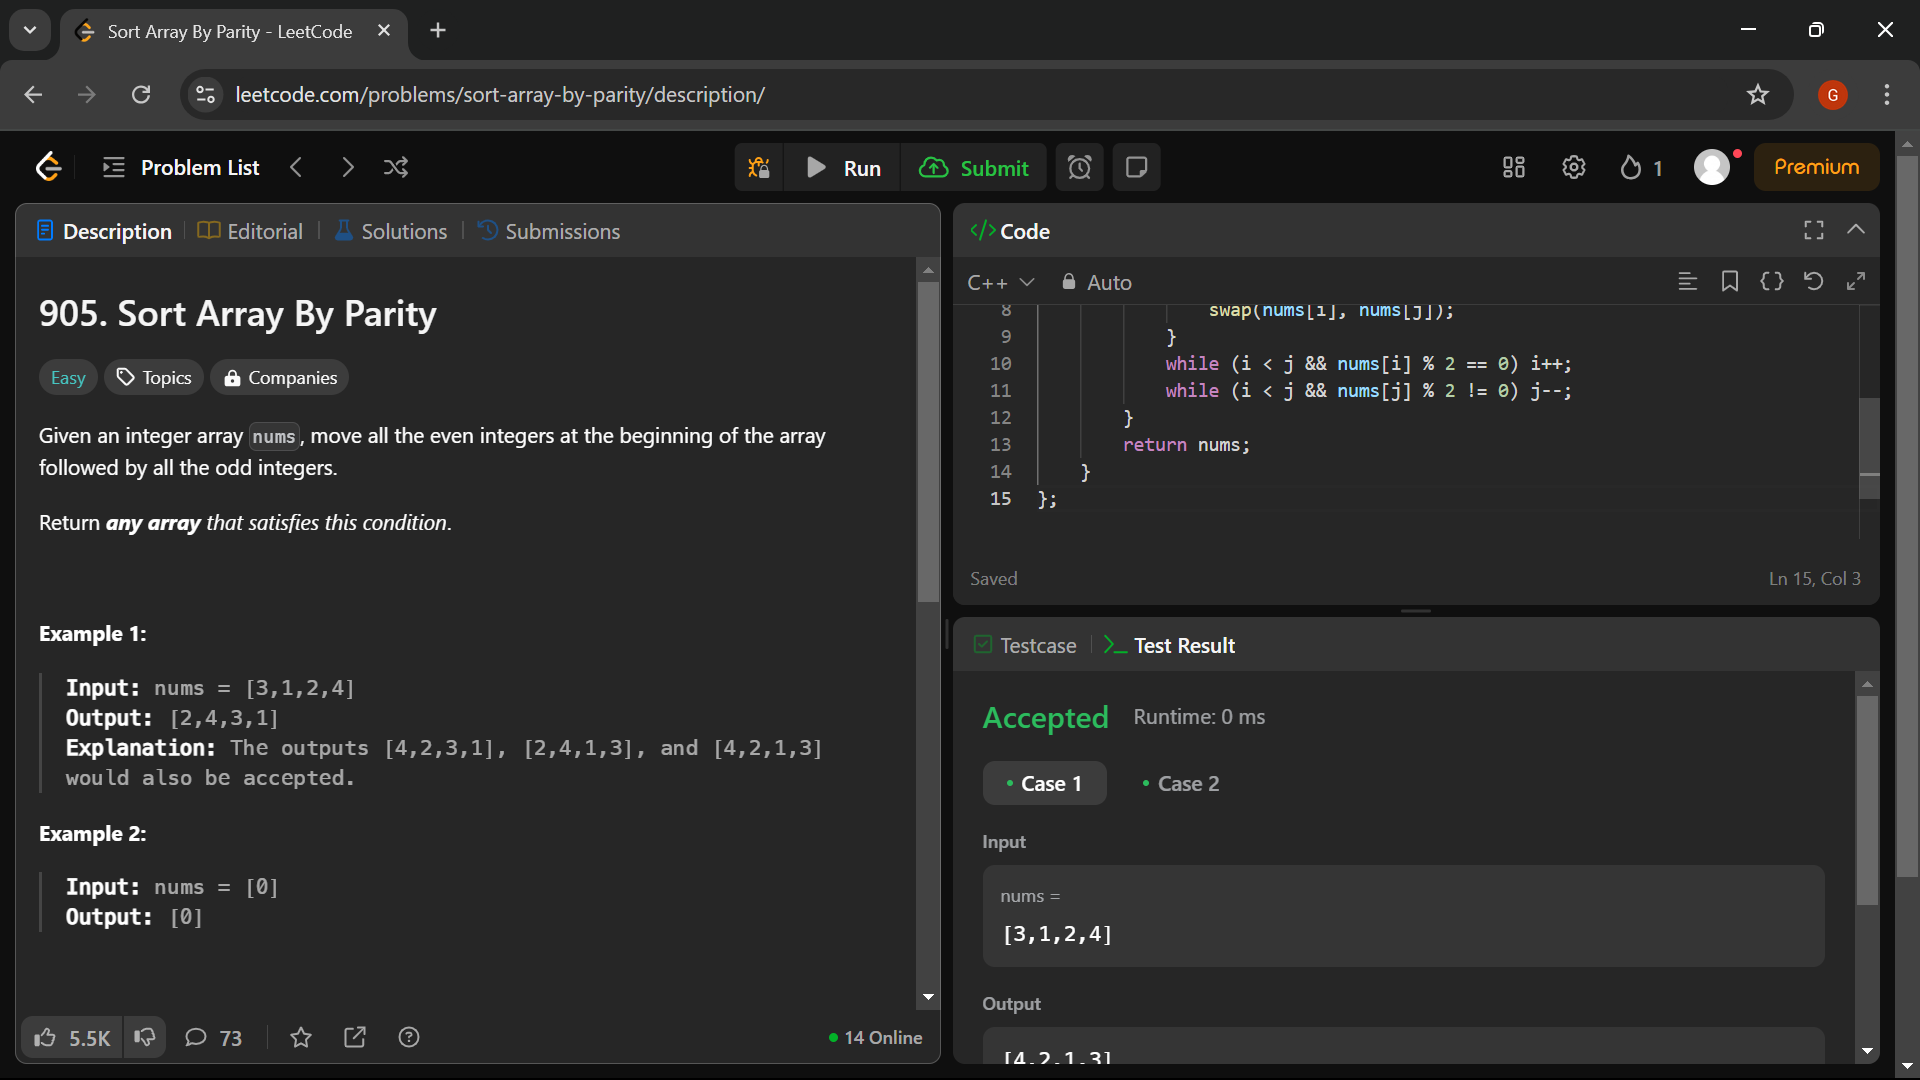 Sort Array By Parity - LeetCode
leetcode.com/problems/sort-array-by-parity/description/
G
Problem List
Run
Submit
1
Premium
Description
Editorial
Solutions
Submissions
905. Sort Array By Parity
Easy
Topics
Companies
Given an integer array nums, move all the even integers at the beginning of the array
followed by all the odd integers.
Return any array that satisfies this condition.
Example 1:
Input: nums = [3,1,2,4]
Output: [2,4,3,1]
Explanation: The outputs [4,2,3,1], [2,4,1,3], and [4,2,1,3]
would also be accepted.
Example 2:
Input: nums = [0]
Output: [0]
5.5K
73
14 Online
</> Code
C++
Auto
8 swap(nums[i], nums[j]);
9 }
10 while (i < j && nums[i] % 2 == 0) i++;
11 while (i < j && nums[j] % 2 != 0) j--;
12 }
13 return nums;
14 }
15 };
Saved
Ln 15, Col 3
Testcase
Test Result
Accepted
Runtime: 0 ms
Case 1
Case 2
Input
nums =
[3,1,2,4]
Output
[4,2,1,3]